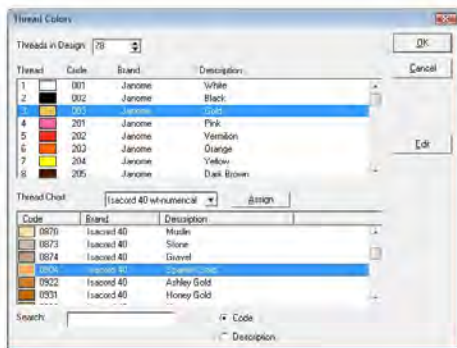 Thread Colors
Threads in Design: 78
OK
Cancel
Edit
Thread Code Brand Description
1 001 Janome White
2 002 Janome Black
3 003 Janome Gold
4 201 Janome Pink
5 202 Janome Vermilion
6 203 Janome Orange
7 204 Janome Yellow
8 205 Janome Dark Brown
Thread Chart: Isacord 40 wt-numerical Assign
Code Brand Description
0870 Isacord 40 Muslin
0873 Isacord 40 Stone
0874 Isacord 40 Gravel
0904 Isacord 40 Spanish Gold
0922 Isacord 40 Ashley Gold
0931 Isacord 40 Honey Gold
Search: Code
Description